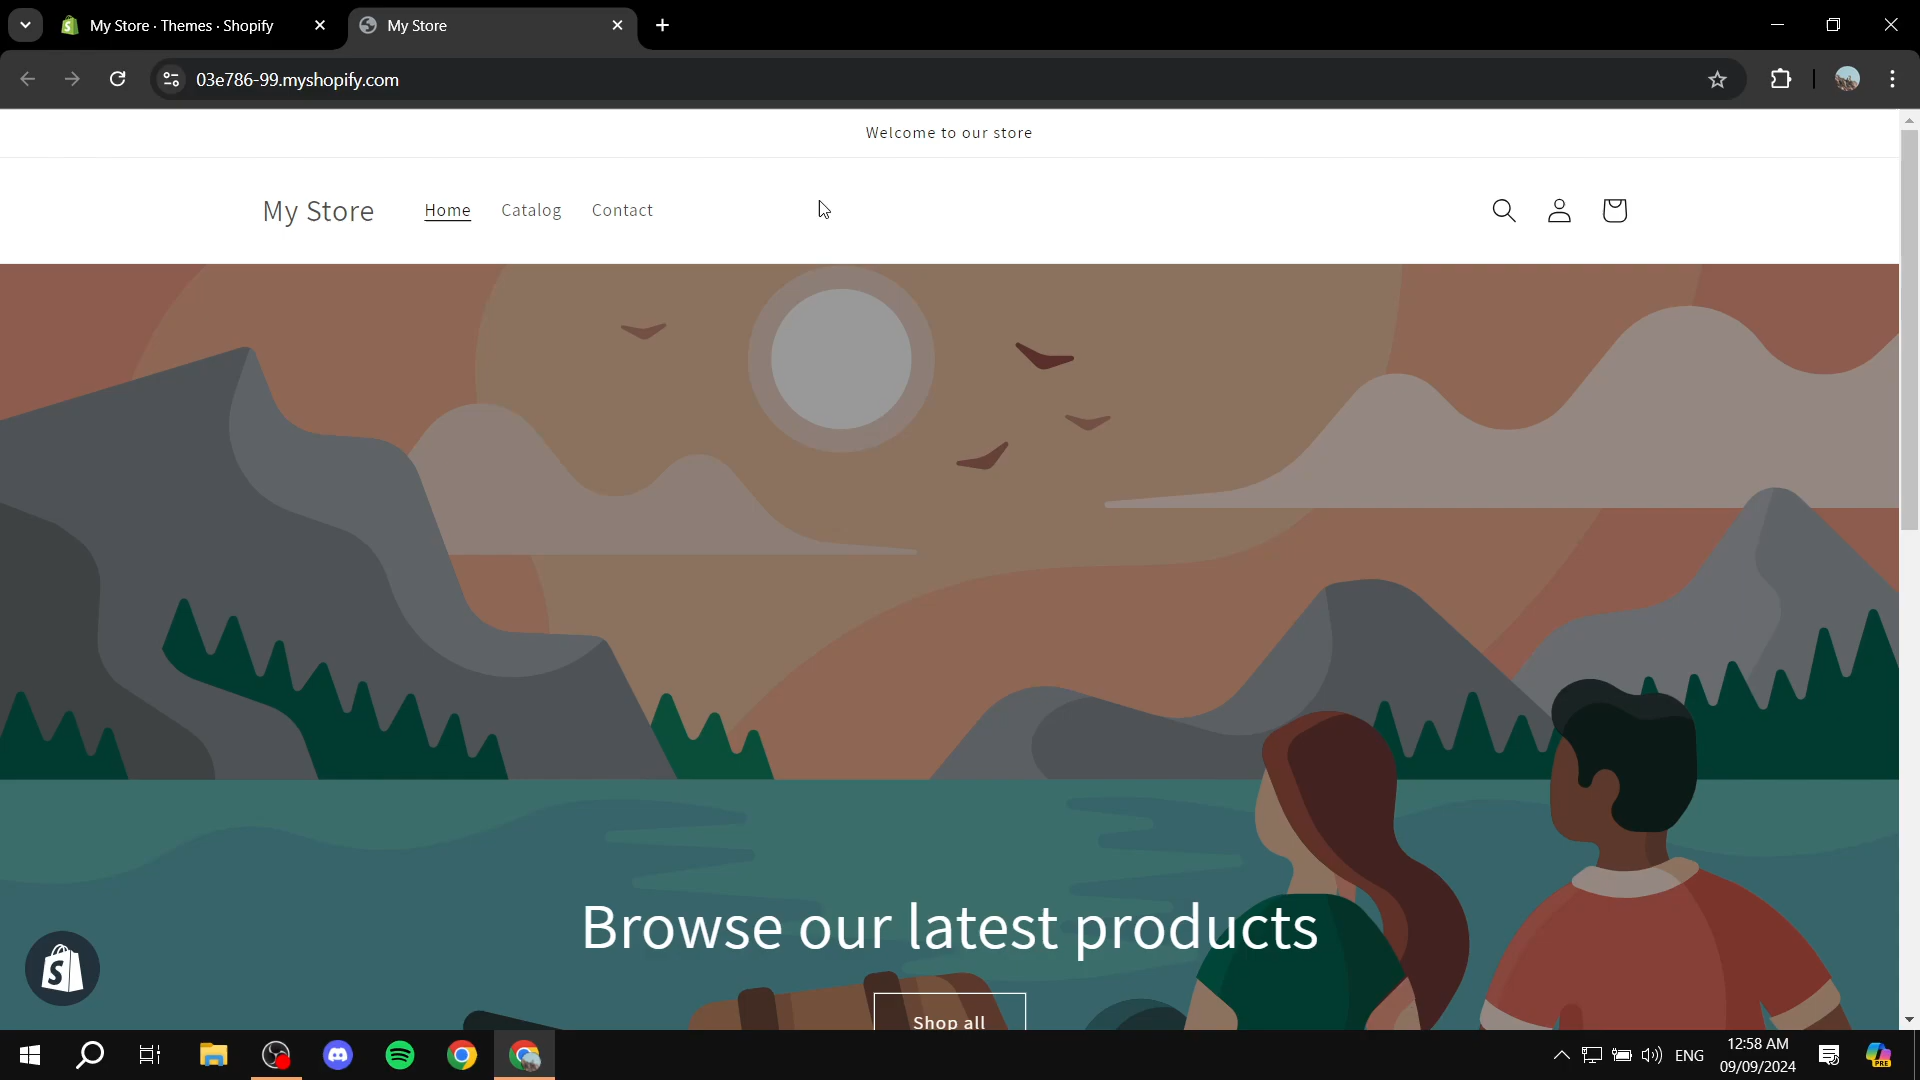 My Store · Themes · Shopify
My Store
03e786-99.myshopify.com
Welcome to our store
My Store
Home
Catalog
Contact
Browse our latest products
Shop all
ENG
12:58 AM
09/09/2024
PRE